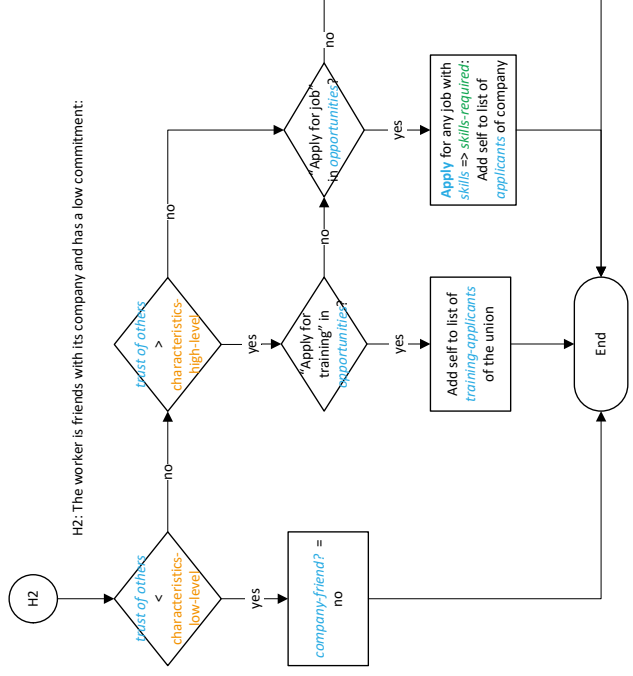 H2: The worker is friends with its company and has a low commitment:
H2
trust of others
<
characteristics-
low-level
no
yes
company-friend? =
no
trust of others
>
characteristics-
high-level
no
yes
“Apply for
training” in
opportunities?
no
yes
Add self to list of
training-applicants
of the union
“Apply for job”
in opportunities?
no
yes
Apply for any job with
skills => skills-required:
Add self to list of
applicants of company
End